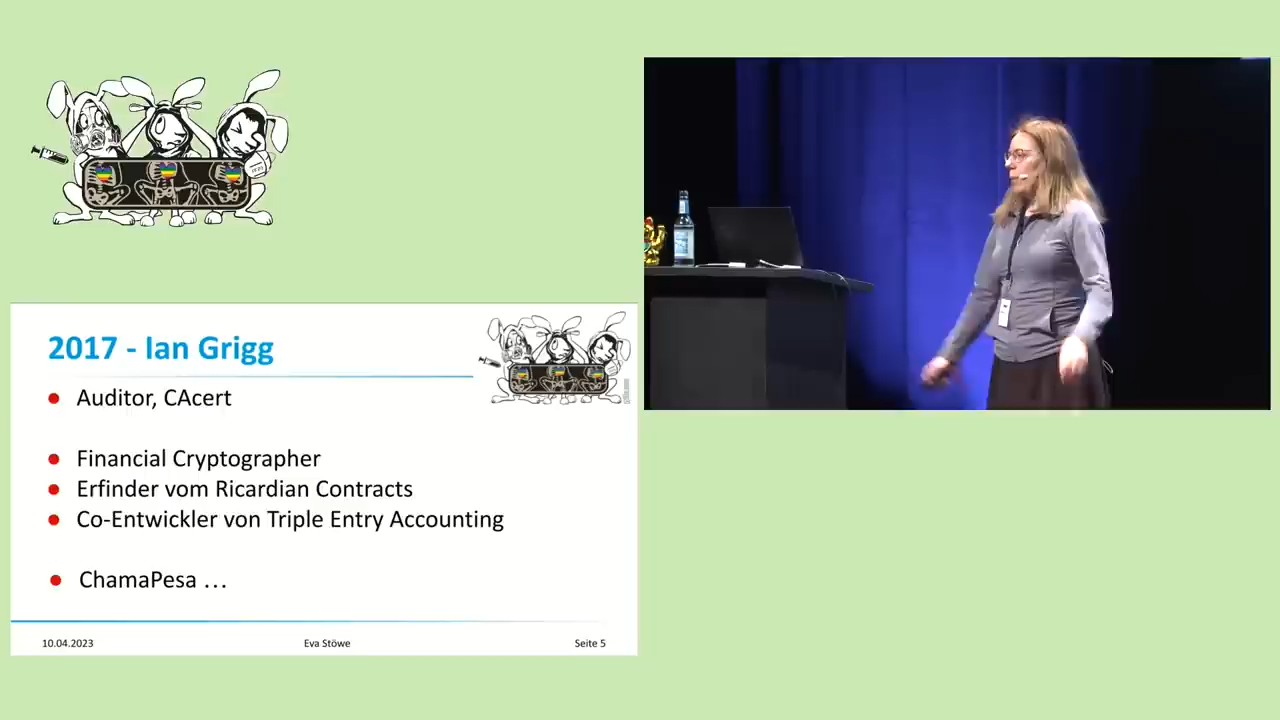 2017 - Ian Grigg
Auditor, CAcert
Financial Cryptographer
Erfinder vom Ricardian Contracts
Co-Entwickler von Triple Entry Accounting
ChamaPesa …
10.04.2023
Eva Stöwe
Seite 5